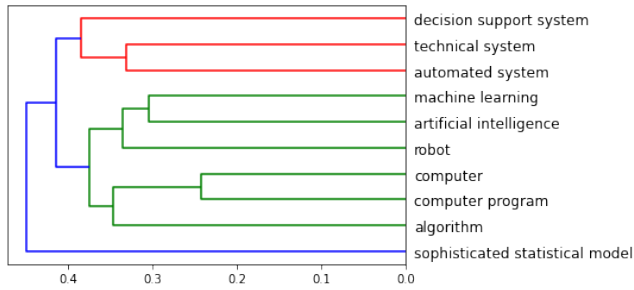 decision support system
technical system
automated system
machine learning
artificial intelligence
robot
computer
computer program
algorithm
sophisticated statistical model
0.4 0.3 0.2 0.1 0.0